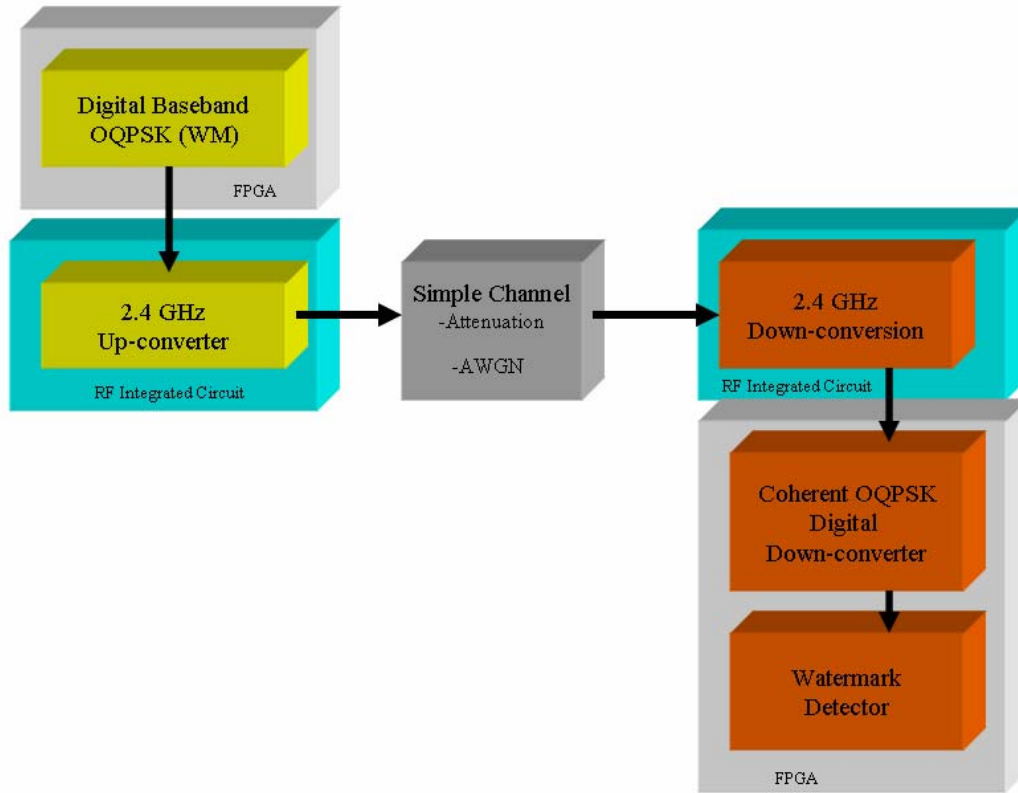 Digital Baseband
OQPSK (WM)
FPGA
2.4 GHz
Up-converter
RF Integrated Circuit
Simple Channel
-Attenuation
-AWGN
2.4 GHz
Down-conversion
RF Integrated Circuit
Coherent OQPSK
Digital
Down-converter
Watermark
Detector
FPGA